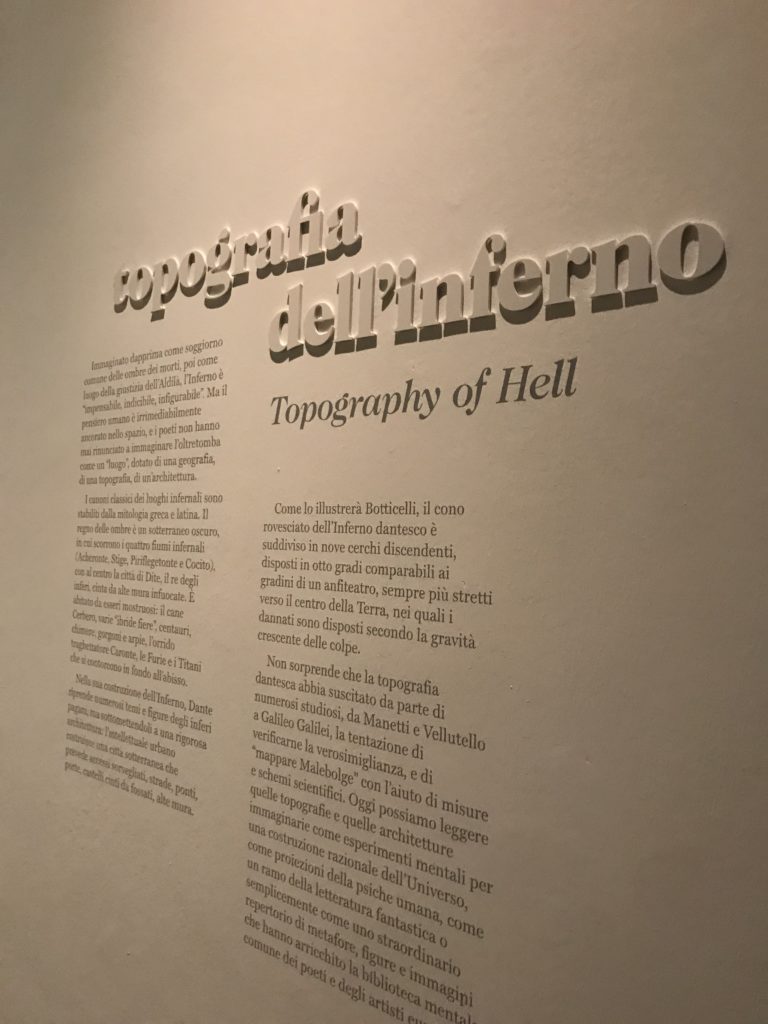 topografia
dell'inferno
Topography of Hell
Immaginato dapprima come soggiorno
comune delle ombre dei morti, poi come
luogo della giustizia dell'Aldilà, l'Inferno è
"impensabile, indicibile, infigurabile". Ma il
pensiero umano è irrimediabilmente
ancorato nello spazio, e i poeti non hanno
mai rinunciato a immaginare l'oltretomba
come un "luogo", dotato di una geografia,
di una topografia, di un'architettura.
I canoni classici dei luoghi infernali sono
stabiliti dalla mitologia greca e latina. Il
regno delle ombre è un sotterraneo oscuro,
in cui scorrono i quattro fiumi infernali
(Acheronte, Stige, Piriflegetonte e Cocito),
con al centro la città di Dite, il re degli
inferi, cinta da alte mura infuocate. È
abitato da esseri mostruosi: il cane
Cerbero, varie "ibride fiere", centauri,
chimere, gorgoni e arpie, l'orrido
traghettatore Caronte, le Furie e i Titani
che si contorcono in fondo all'abisso.
Nella sua costruzione dell'Inferno, Dante
riprende numerosi temi e figure degli inferi
pagani, ma sottomettendoli a una rigorosa
architettura: l'intellettuale urbano
costruisce una città sotterranea che
prevede accessi sorvegliati, strade, ponti,
porte, castelli cinti da fossati, alte mura.
Come lo illustrerà Botticelli, il cono
rovesciato dell'Inferno dantesco è
suddiviso in nove cerchi discendenti,
disposti in otto gradi comparabili ai
gradini di un anfiteatro, sempre più stretti
verso il centro della Terra, nei quali i
dannati sono disposti secondo la gravità
crescente delle colpe.
Non sorprende che la topografia
dantesca abbia suscitato da parte di
numerosi studiosi, da Manetti e Vellutello
a Galileo Galilei, la tentazione di
verificarne la verosimiglianza, e di
"mappare Malebolge" con l'aiuto di misure
e schemi scientifici. Oggi possiamo leggere
quelle topografie e quelle architetture
immaginarie come esperimenti mentali per
una costruzione razionale dell'Universo,
come proiezioni della psiche umana, come
un ramo della letteratura fantastica o
semplicemente come uno straordinario
repertorio di metafore, figure e immagini
che hanno arricchito la biblioteca mentale
comune dei poeti e degli artisti